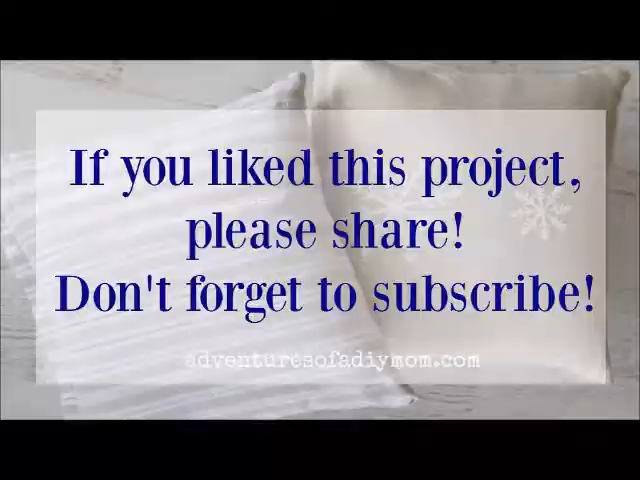 If you liked this project,
please share!
Don't forget to subscribe!
adventuresofadiymom.com